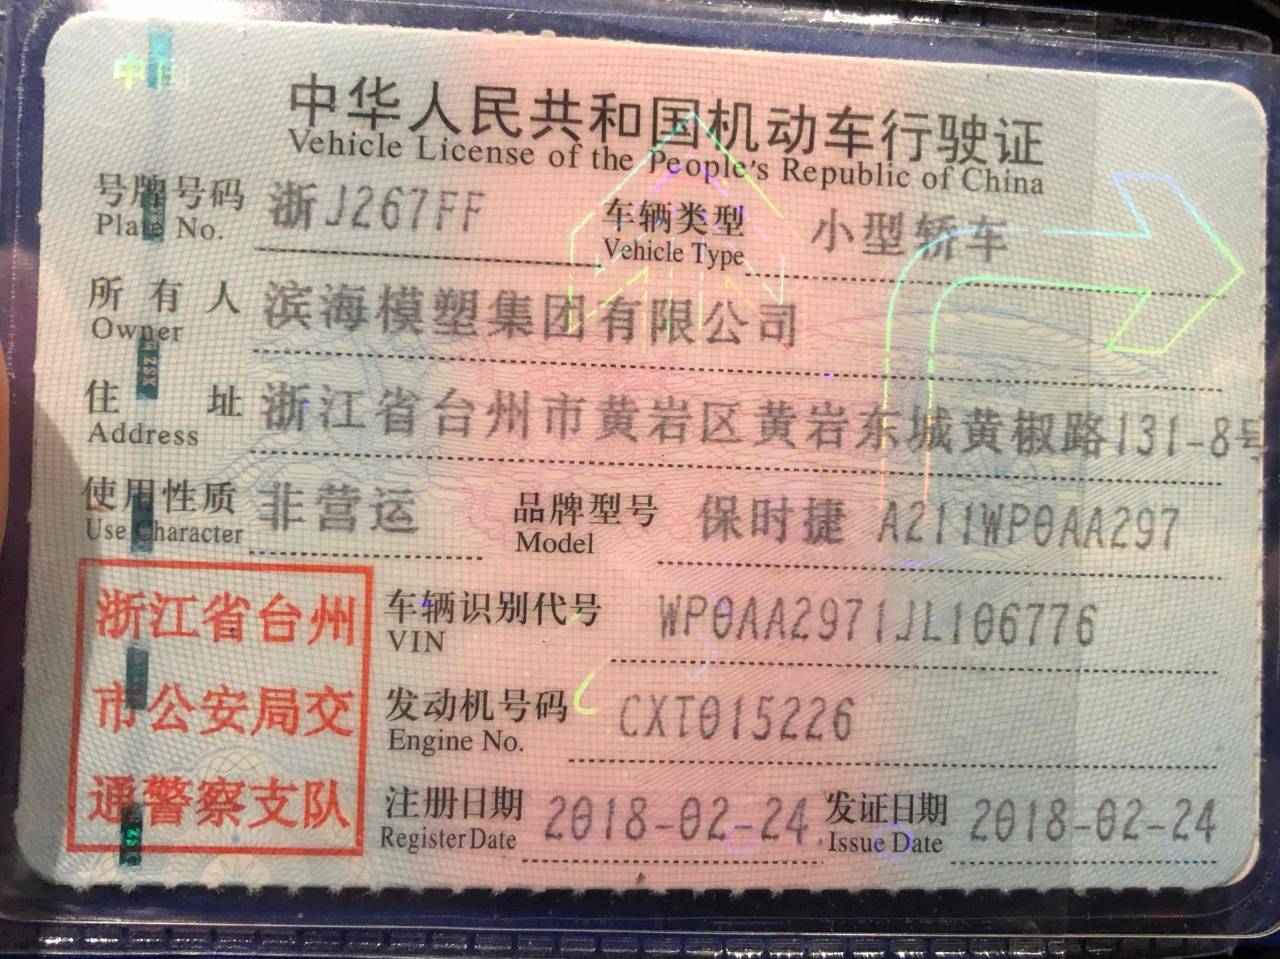 中华人民共和国机动车行驶证
Vehicle License of the People's Republic of China
号牌号码 浙J267FF 车辆类型 小型轿车
Plate No. Vehicle Type
所有人 滨海模塑集团有限公司
Owner
住址 浙江省台州市黄岩区黄岩东城黄椒路131-8号
Address
使用性质 非营运 品牌型号 保时捷 A211WP0AA297
Use Character Model
车辆识别代号 WP0AA2971JL106776
VIN
发动机号码 CXT015226
Engine No.
注册日期 2018-02-24 发证日期 2018-02-24
Register Date Issue Date
浙江省台州
市公安局交
通警察支队